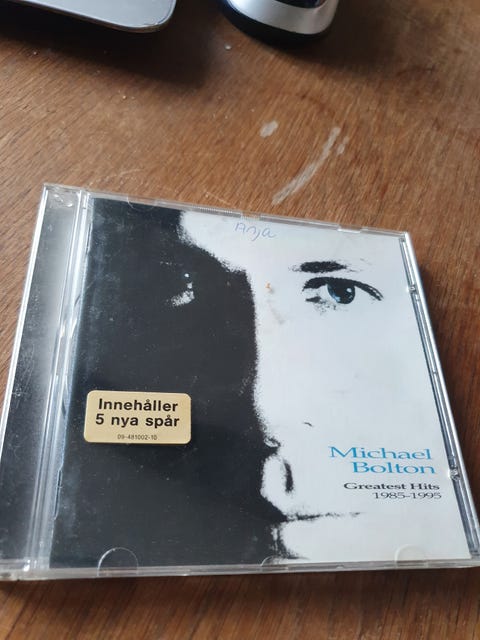 Anja
Innehåller
5 nya spår
09-481002-10
Michael
Bolton
Greatest Hits
1985-1995